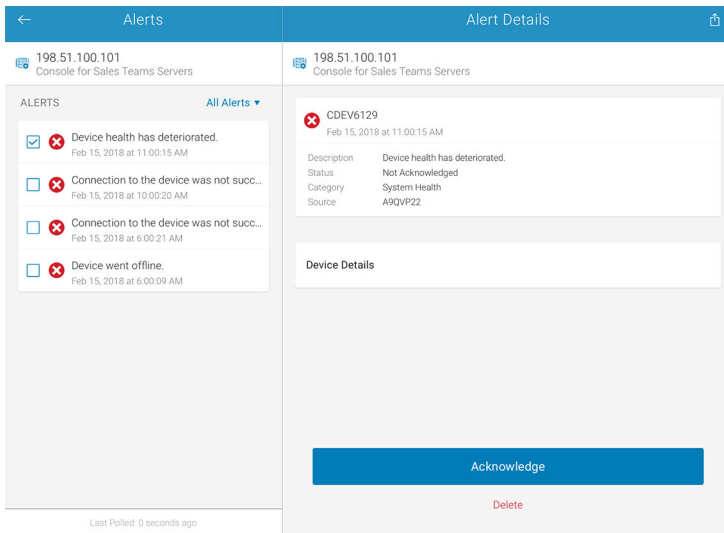 Alerts
198.51.100.101
Console for Sales Teams Servers
ALERTS
All Alerts
Device health has deteriorated.
Feb 15, 2018 at 11:00:15 AM
Connection to the device was not succ...
Feb 15, 2018 at 10:00:20 AM
Connection to the device was not succ...
Feb 15, 2018 at 6:00:21 AM
Device went offline.
Feb 15, 2018 at 6:00:09 AM
Last Polled: 0 seconds ago
Alert Details
198.51.100.101
Console for Sales Teams Servers
CDEV6129
Feb 15, 2018 at 11:00:15 AM
Description Device health has deteriorated.
Status Not Acknowledged
Category System Health
Source A9QVP22
Device Details
Acknowledge
Delete